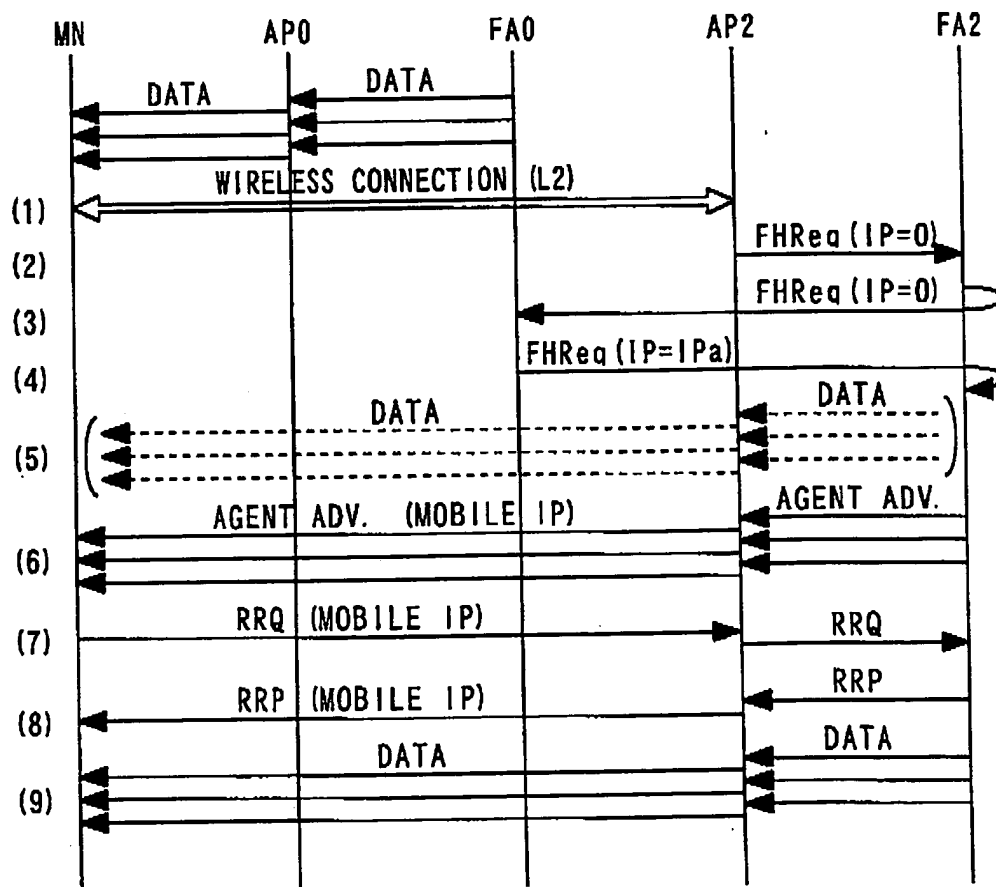 MN AP0 FA0 AP2 FA2
DATA DATA
WIRELESS CONNECTION (L2)
(1)
FHReq(IP=0)
(2)
FHReq(IP=0)
(3)
FHReq(IP=IPa)
(4)
DATA DATA
(5)
AGENT ADV. (MOBILE IP) AGENT ADV.
(6)
RRQ (MOBILE IP) RRQ
(7)
RRP (MOBILE IP) RRP
(8)
DATA DATA
(9)